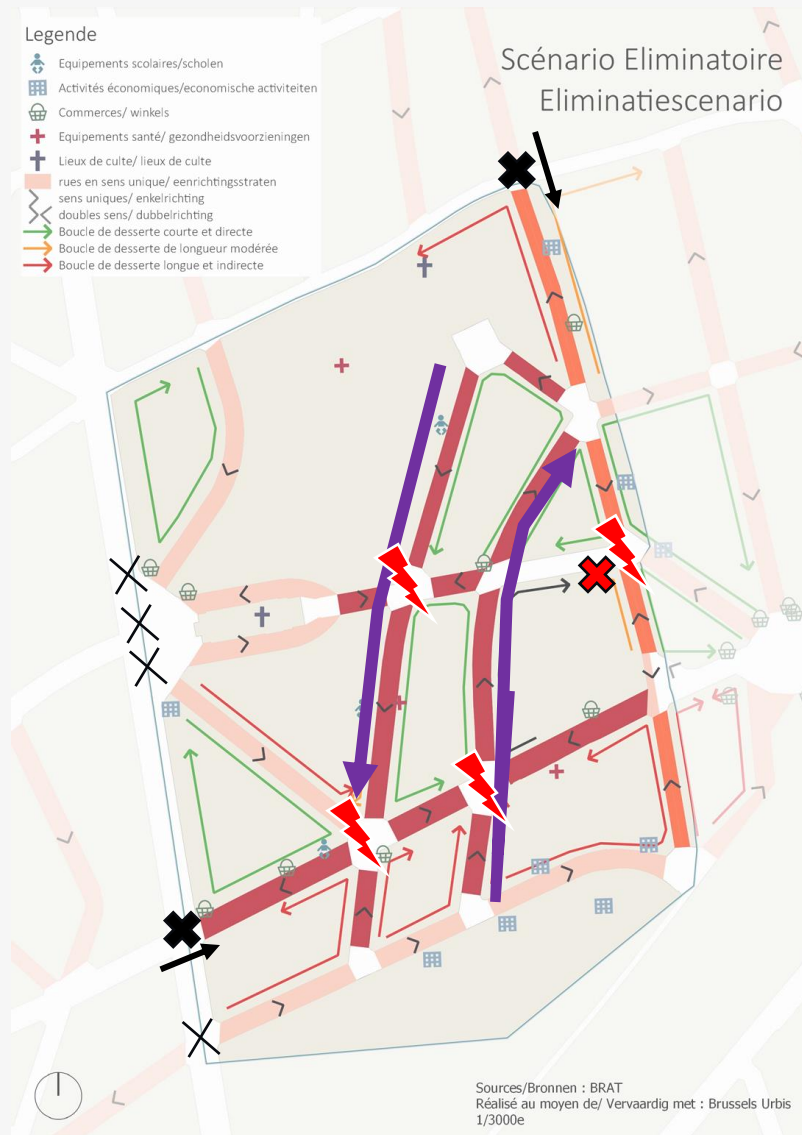 Legende
Equipements scolaires/scholen
Activités économiques/economische activiteiten
Commerces/ winkels
Equipements santé/ gezondheidsvoorzieningen
Lieux de culte/ lieux de culte
rues en sens unique/ eenrichtingsstraten
sens uniques/ enkelrichting
doubles sens/ dubbelrichting
Boucle de desserte courte et directe
Boucle de desserte de longueur modérée
Boucle de desserte longue et indirecte
Scénario Eliminatoire
Eliminatiescenario
Sources/Bronnen : BRAT
Réalisé au moyen de/ Vervaardig met : Brussels Urbis
1/3000e